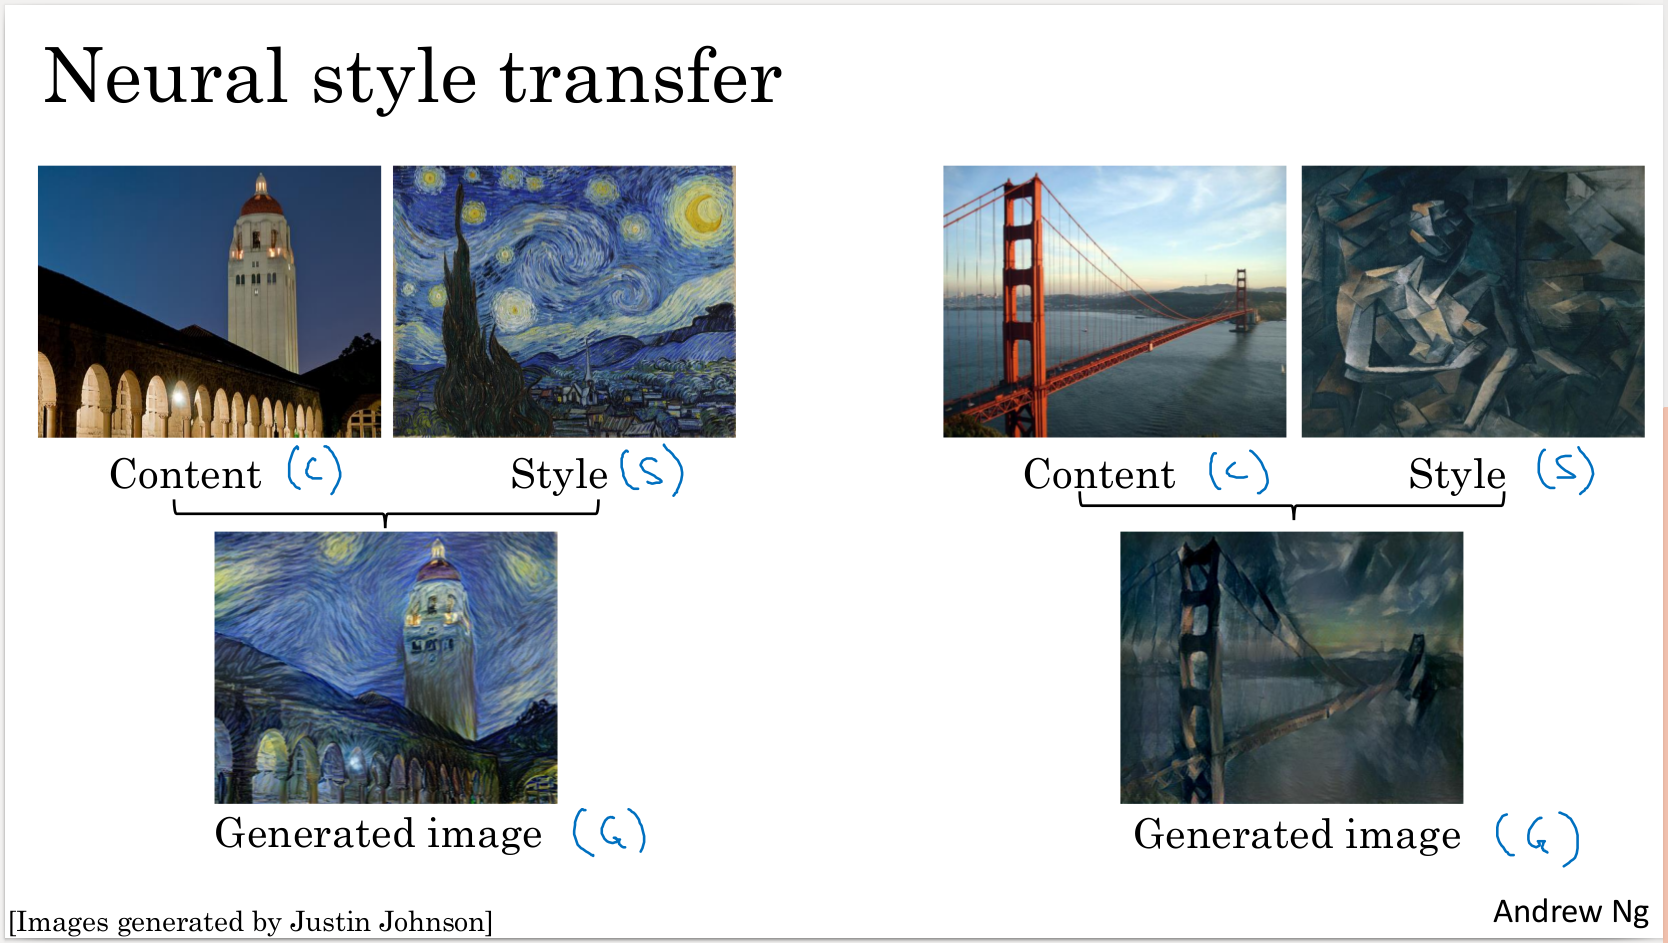 Neural style transfer
Content (C) Style (S)
Generated image (G)
Content (C) Style (S)
Generated image (G)
[Images generated by Justin Johnson]
Andrew Ng